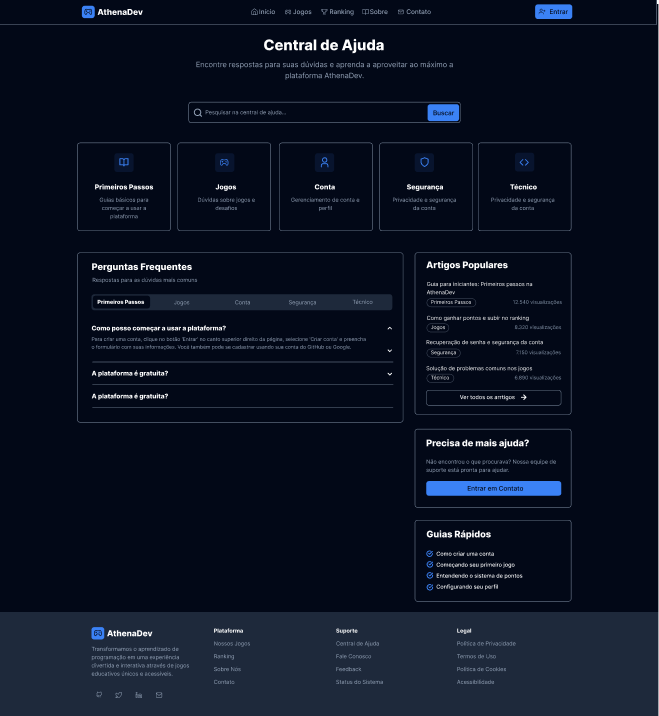 AthenaDev
Início
Jogos
Ranking
Sobre
Contato
Entrar
Central de Ajuda
Encontre respostas para suas dúvidas e aprenda a aproveitar ao máximo a
plataforma AthenaDev.
Pesquisar na central de ajuda...
Buscar
Primeiros Passos
Guias básicos para
começar a usar a
plataforma
Jogos
Dúvidas sobre jogos e
desafios
Conta
Gerenciamento de conta e
perfil
Segurança
Privacidade e segurança
da conta
Técnico
Privacidade e segurança
da conta
Perguntas Frequentes
Respostas para as dúvidas mais comuns
Primeiros Passos
Jogos
Conta
Segurança
Técnico
Como posso começar a usar a plataforma?
Para criar uma conta, clique no botão 'Entrar' no canto superior direito da página, selecione 'Criar conta' e preencha
o formulário com suas informações. Você também pode se cadastrar usando sua conta do GitHub ou Google.
A plataforma é gratuita?
A plataforma é gratuita?
Artigos Populares
Guia para iniciantes: Primeiros passos na
AthenaDev
Primeiros Passos
12.540 visualizações
Como ganhar pontos e subir no ranking
Jogos
8.320 visualizações
Recuperação de senha e segurança da conta
Segurança
7.150 visualizações
Solução de problemas comuns nos jogos
Técnico
6.890 visualizações
Ver todos os arrtigos
Precisa de mais ajuda?
Não encontrou o que procurava? Nossa equipe de
suporte está pronta para ajudar.
Entrar em Contato
Guias Rápidos
Como criar uma conta
Começando seu primeiro jogo
Entendendo o sistema de pontos
Configurando seu perfil
AthenaDev
Transformamos o aprendizado de
programação em uma experiência
divertida e interativa através de jogos
educativos únicos e acessíveis.
Plataforma
Nossos Jogos
Ranking
Sobre Nós
Contato
Suporte
Central de Ajuda
Fale Conosco
Feedback
Status do Sistema
Legal
Política de Privacidade
Termos de Uso
Política de Cookies
Acessibilidade